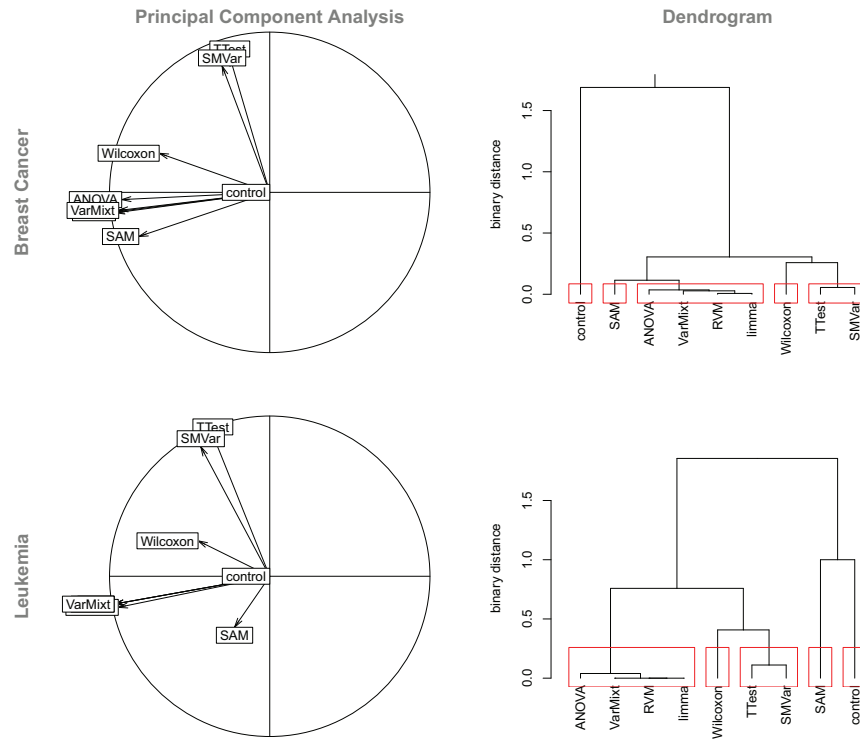 Principal Component Analysis
Dendrogram
Breast Cancer
TTest
SMVar
Wilcoxon
control
ANOVA
VarMixt
SAM
binary distance
0.0
0.5
1.0
1.5
control
SAM
ANOVA
VarMixt
RVM
limma
Wilcoxon
TTest
SMVar
Leukemia
TTest
SMVar
Wilcoxon
control
VarMixt
SAM
binary distance
0.0
0.5
1.0
1.5
ANOVA
VarMixt
RVM
limma
Wilcoxon
TTest
SMVar
SAM
control